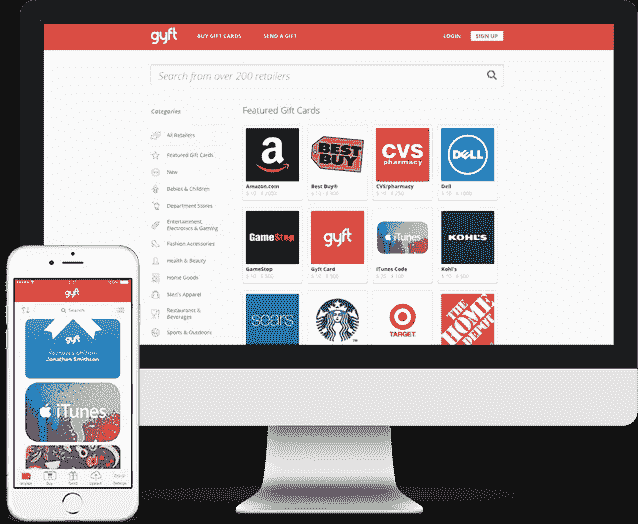 gyft BUY GIFT CARDS SEND A GIFT LOGIN SIGN UP
Search from over 200 retailers
Categories
All Retailers
Featured Gift Cards
New
Babies & Children
Department Stores
Entertainment,
Electronics & Gaming
Fashion Accessories
Health & Beauty
Home Goods
Men's Apparel
Restaurants &
Beverages
Sports & Outdoors
Featured Gift Cards
a
Amazon.com
BEST
BUY
Best Buy®
CVS
pharmacy
CVS/pharmacy
DELL
Dell
GameStop
GameStop
gyft
Gyft Card
iTunes
iTunes Code
KOHL'S
Kohl's
sears
STARBUCKS
TARGET
THE
HOME
DEPOT
gyft
Search
gyft
Jonathan Smithson
iTunes